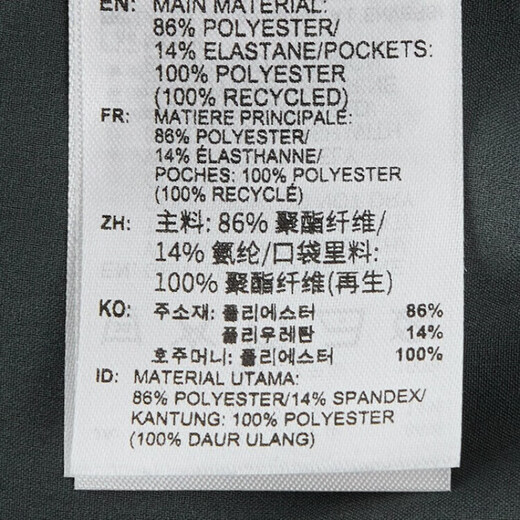 EN: MAIN MATERIAL:
86% POLYESTER/
14% ELASTANE/POCKETS:
100% POLYESTER
(100% RECYCLED)
FR: MATIERE PRINCIPALE:
86% POLYESTER/
14% ÉLASTHANNE/
POCHES: 100% POLYESTER
(100% RECYCLÉ)
ZH: 主料: 86% 聚酯纤维/
14% 氨纶/口袋里料:
100% 聚酯纤维(再生)
KO: 주소재: 폴리에스터 86%
폴리우레탄 14%
호주머니: 폴리에스터 100%
ID: MATERIAL UTAMA:
86% POLYESTER/14% SPANDEX/
KANTUNG: 100% POLYESTER
(100% DAUR ULANG)